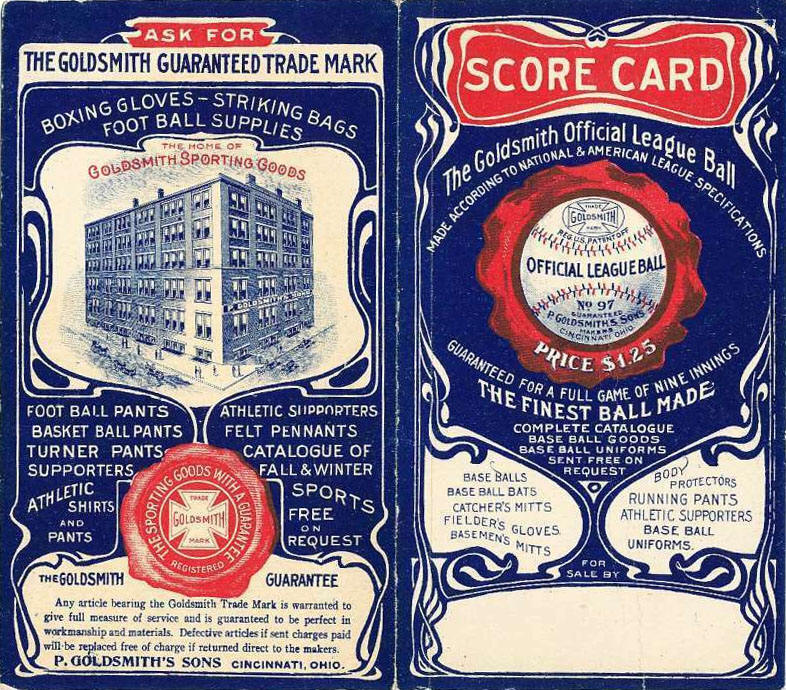 ASK FOR
THE GOLDSMITH GUARANTEED TRADE MARK
BOXING GLOVES - STRIKING BAGS
FOOT BALL SUPPLIES
THE HOME OF
GOLDSMITH SPORTING GOODS
P. GOLDSMITH'S SONS
FOOT BALL PANTS
BASKET BALL PANTS
TURNER PANTS
SUPPORTERS
ATHLETIC
SHIRTS
AND
PANTS
ATHLETIC SUPPORTERS
FELT PENNANTS
CATALOGUE OF
FALL & WINTER
SPORTS
FREE
ON
REQUEST
THE SPORTING GOODS WITH A GUARANTEE
TRADE
GOLDSMITH
MARK
REGISTERED
THE GOLDSMITH GUARANTEE
Any article bearing the Goldsmith Trade Mark is warranted to
give full measure of service and is guaranteed to be perfect in
workmanship and materials. Defective articles if sent charges paid
will be replaced free of charge if returned direct to the makers.
P. GOLDSMITH'S SONS CINCINNATI, OHIO.
SCORE CARD
The Goldsmith Official League Ball
MADE ACCORDING TO NATIONAL & AMERICAN LEAGUE SPECIFICATIONS
TRADE
GOLDSMITH
MARK
REG. U.S. PATENT OFF
OFFICIAL LEAGUE BALL
No 97
GUARANTEED
P. GOLDSMITH'S SONS
MAKERS
CINCINNATI OHIO.
PRICE $1.25
GUARANTEED FOR A FULL GAME OF NINE INNINGS
THE FINEST BALL MADE
COMPLETE CATALOGUE
BASE BALL GOODS
BASE BALL UNIFORMS
SENT FREE ON
REQUEST
BASE BALLS
BASE BALL BATS
CATCHER'S MITTS
FIELDER'S GLOVES
BASEMEN'S MITTS
BODY
PROTECTORS
RUNNING PANTS
ATHLETIC SUPPORTERS
BASE BALL
UNIFORMS.
FOR
SALE BY